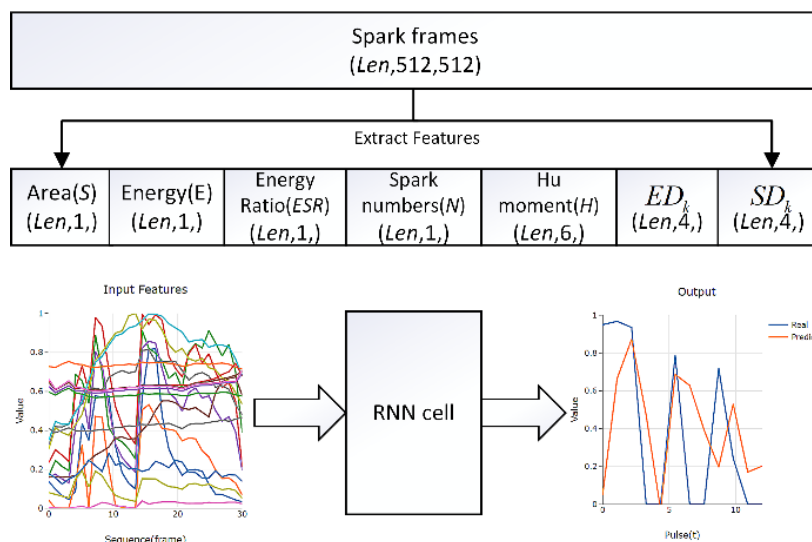 Spark frames
(Len,512,512)
Extract Features
Area(S)
(Len,1,)
Energy(E)
(Len,1,)
Energy
Ratio(ESR)
(Len,1,)
Spark
numbers(N)
(Len,1,)
Hu
moment(H)
(Len,6,)
ED_k
(Len,4,)
SD_k
(Len,4,)
Input Features
Value
1
0.8
0.6
0.4
0.2
0
0
10
20
30
Sequence(frame)
RNN cell
Output
Value
1
0.8
0.6
0.4
0.2
0
0
5
10
Pulse(t)
Real
Predi